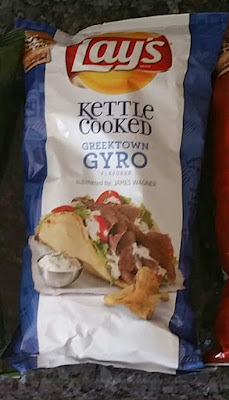 Lay's
KETTLE
COOKED
GREEKTOWN
GYRO
FLAVORED
submitted by: JAMES WAGNER